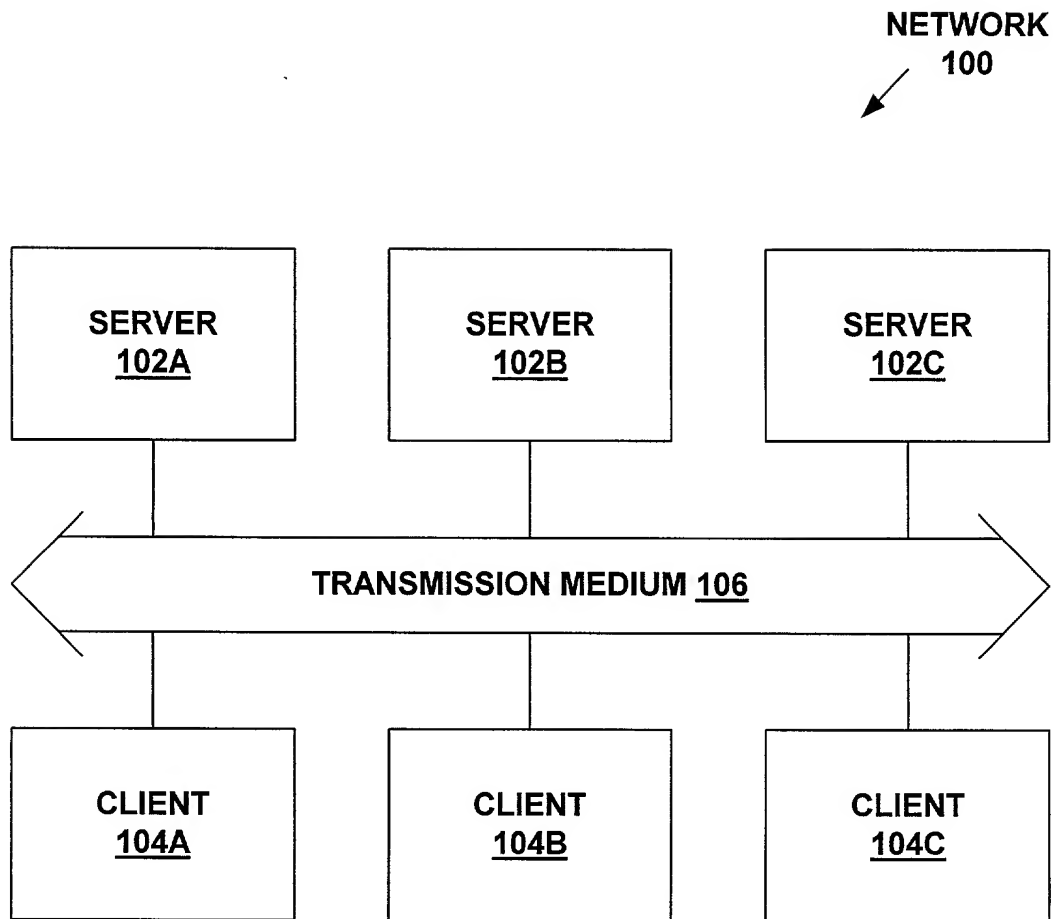 NETWORK
100
SERVER
102A
SERVER
102B
SERVER
102C
TRANSMISSION MEDIUM 106
CLIENT
104A
CLIENT
104B
CLIENT
104C